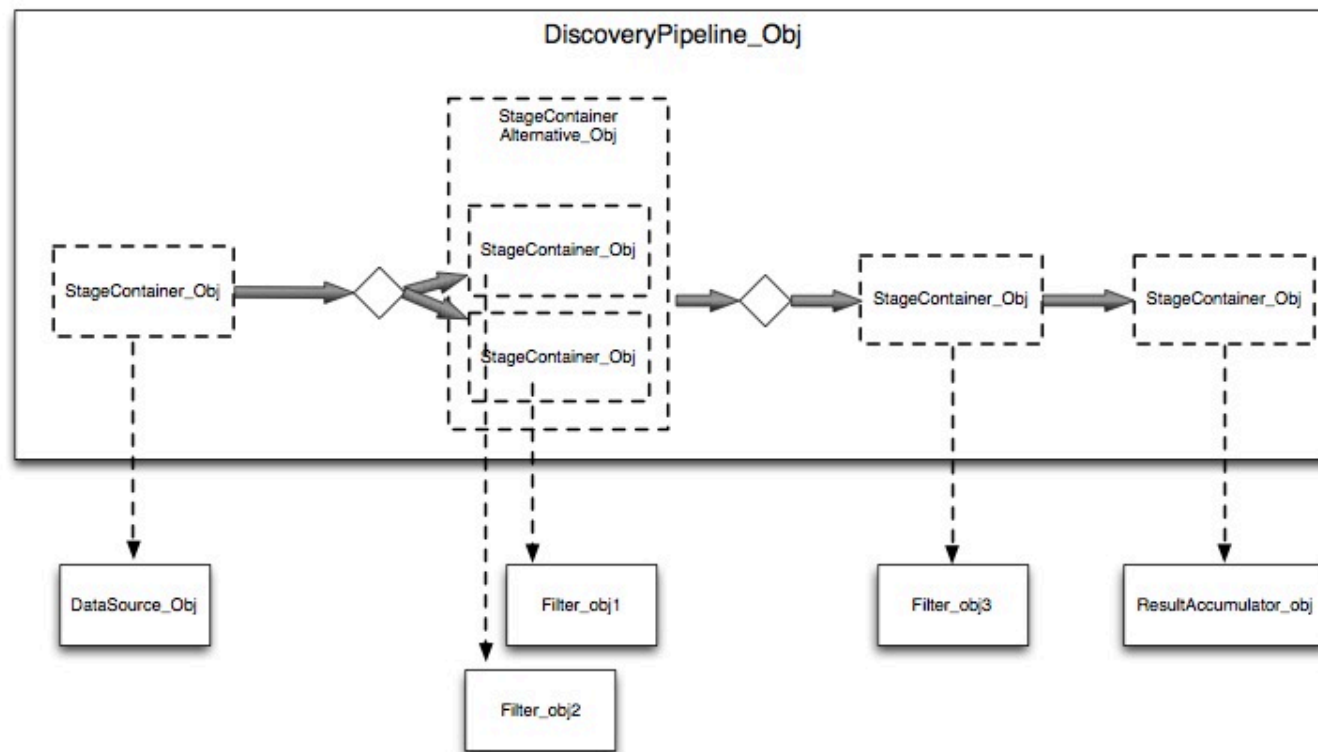 DiscoveryPipeline_Obj
StageContainer
Alternative_Obj
StageContainer_Obj
StageContainer_Obj
StageContainer_Obj
StageContainer_Obj
StageContainer_Obj
DataSource_Obj
Filter_obj1
Filter_obj3
ResultAccumulator_obj
Filter_obj2